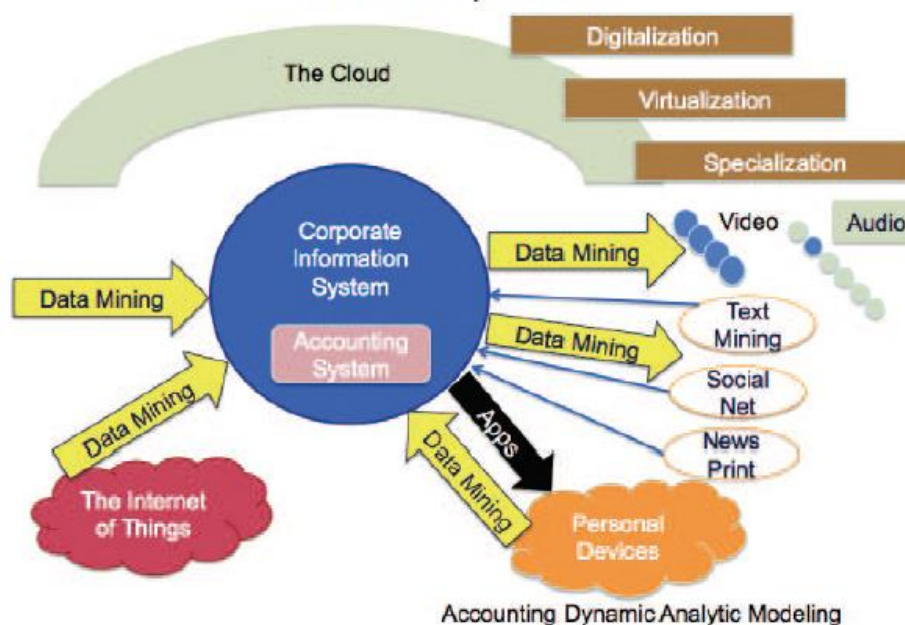 Digitalization
The Cloud
Virtualization
Specialization
Corporate
Information
System
Accounting
System
Data Mining
Data Mining
Data Mining
Video
Audio
Data Mining
Text
Mining
Social
Net
News
Print
Apps
Data Mining
The Internet
of Things
Personal
Devices
Accounting Dynamic Analytic Modeling